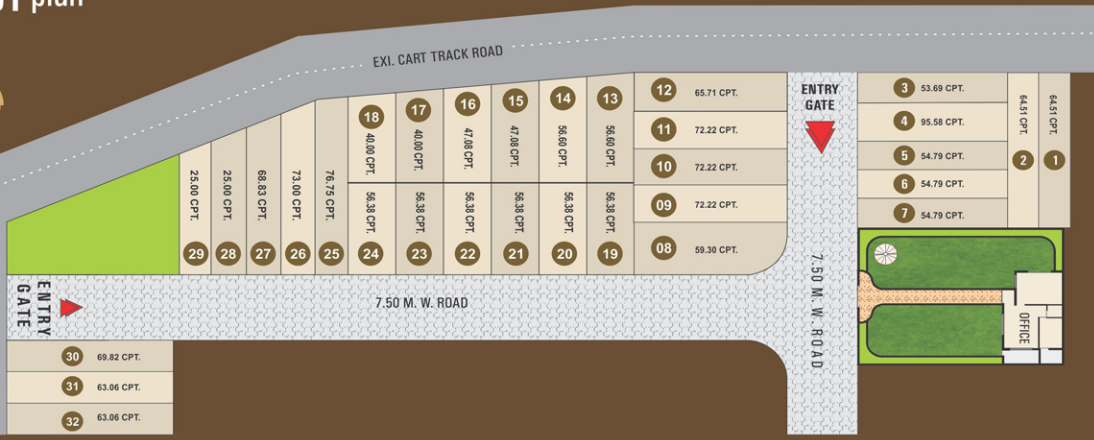 plan
EXI. CART TRACK ROAD
18 40.00 CPT.
17 40.00 CPT.
16 47.08 CPT.
15 47.08 CPT.
14 56.60 CPT.
13 56.60 CPT.
12 65.71 CPT.
11 72.22 CPT.
10 72.22 CPT.
09 72.22 CPT.
08 59.30 CPT.
ENTRY
GATE
3 53.69 CPT.
4 95.58 CPT.
5 54.79 CPT.
6 54.79 CPT.
7 54.79 CPT.
64.51 CPT. 2
64.51 CPT. 1
25.00 CPT. 29
25.00 CPT. 28
68.83 CPT. 27
73.00 CPT. 26
76.75 CPT. 25
56.38 CPT. 24
56.38 CPT. 23
56.38 CPT. 22
56.38 CPT. 21
56.38 CPT. 20
56.38 CPT. 19
ENTRY
GATE
7.50 M. W. ROAD
7.50 M. W. ROAD
OFFICE
30 69.82 CPT.
31 63.06 CPT.
32 63.06 CPT.